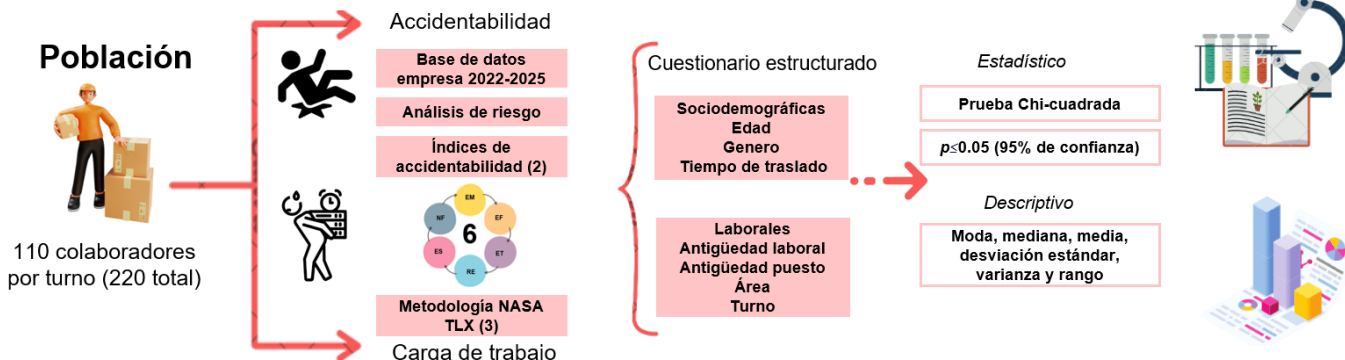 Población
110 colaboradores
por turno (220 total)
Accidentabilidad
Base de datos
empresa 2022-2025
Análisis de riesgo
Índices de
accidentabilidad (2)
EM
EF
ET
RE
ES
NF
6
Metodología NASA
TLX (3)
Carga de trabajo
Cuestionario estructurado
Sociodemográficas
Edad
Genero
Tiempo de traslado
Laborales
Antigüedad laboral
Antigüedad puesto
Área
Turno
Estadístico
Prueba Chi-cuadrada
p≤0.05 (95% de confianza)
Descriptivo
Moda, mediana, media,
desviación estándar,
varianza y rango